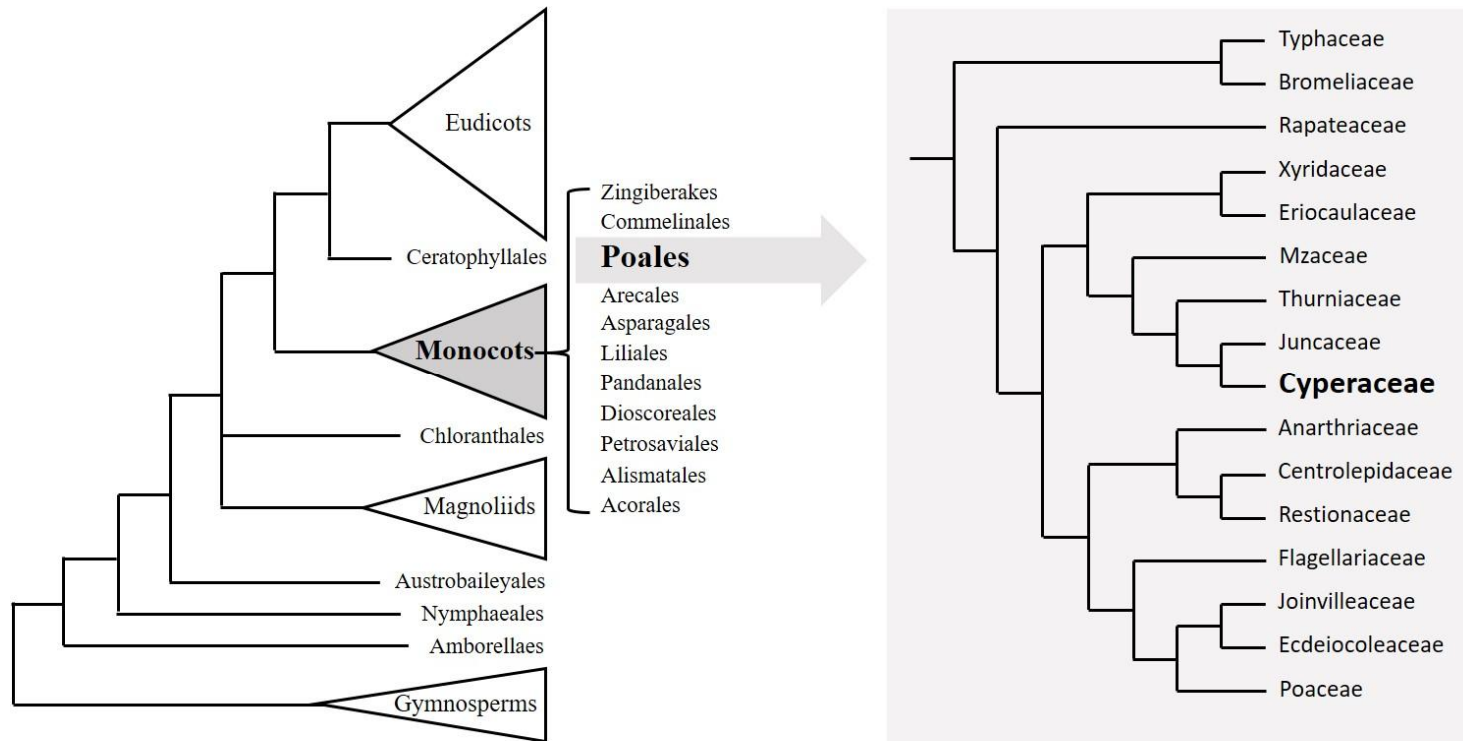 Eudicots
Ceratophyllales
Monocots
Chloranthales
Magnoliids
Austrobaileyales
Nymphaeales
Amborellaes
Gymnosperms
Zingiberakes
Commelinales
Poales
Arecales
Asparagales
Liliales
Pandanales
Dioscoreales
Petrosaviales
Alismatales
Acorales
Typhaceae
Bromeliaceae
Rapateaceae
Xyridaceae
Eriocaulaceae
Mzaceae
Thurniaceae
Juncaceae
Cyperaceae
Anarthriaceae
Centrolepidaceae
Restionaceae
Flagellariaceae
Joinvilleaceae
Ecdeiocoleaceae
Poaceae